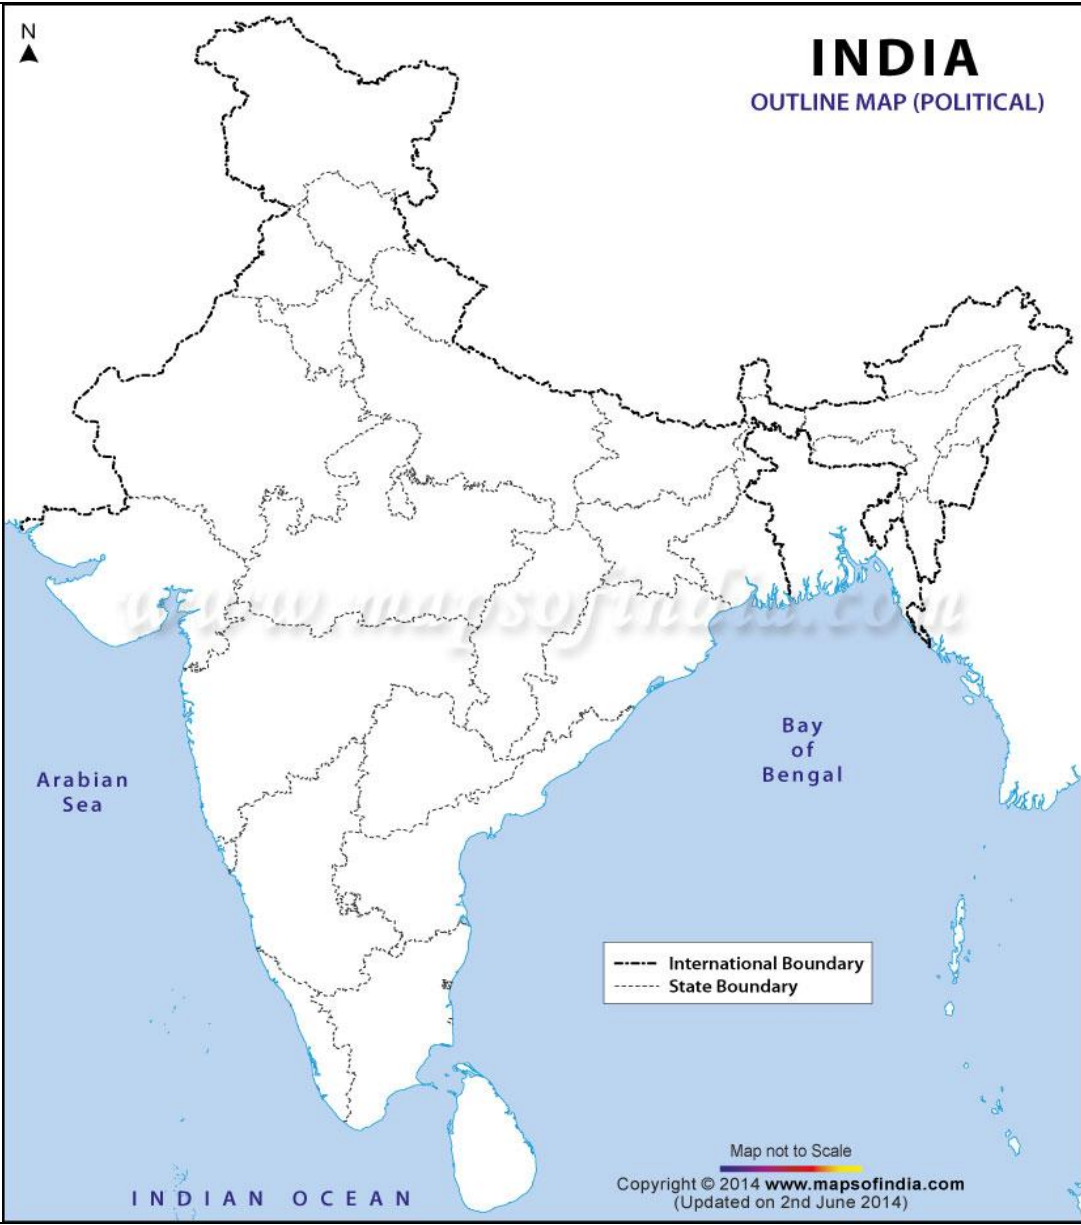 N
INDIA
OUTLINE MAP (POLITICAL)
www.mapsofindia.com
Bay
of
Bengal
Arabian
Sea
International Boundary
State Boundary
Map not to Scale
Copyright © 2014 www.mapsofindia.com
(Updated on 2nd June 2014)
INDIAN OCEAN